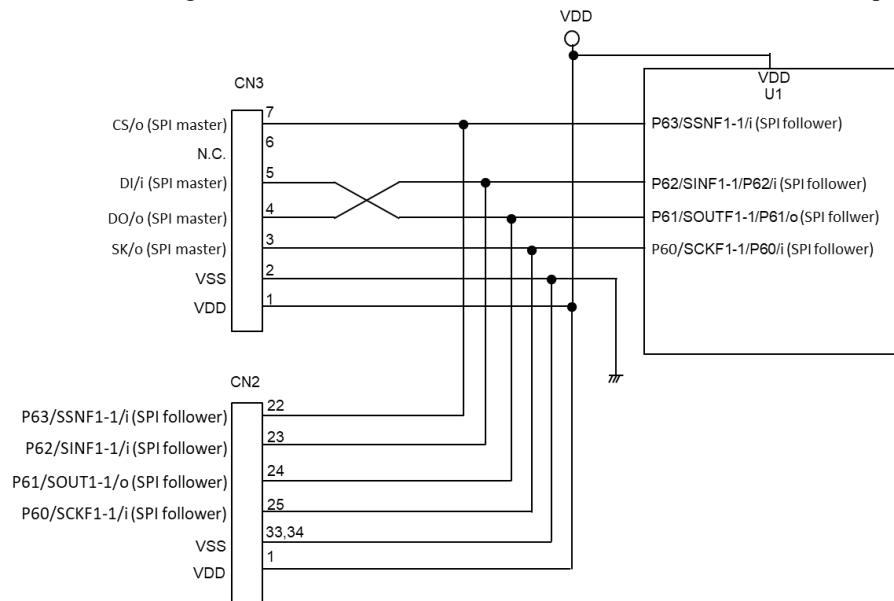 VDD
CN3
VDD
U1
CS/o (SPI master) 7 P63/SSNF1-1/i (SPI follower)
N.C. 6
DI/i (SPI master) 5 P62/SINF1-1/P62/i (SPI follower)
DO/o (SPI master) 4 P61/SOUTF1-1/P61/o (SPI follwer)
SK/o (SPI master) 3 P60/SCKF1-1/P60/i (SPI follower)
VSS 2
VDD 1
CN2
P63/SSNF1-1/i (SPI follower) 22
P62/SINF1-1/i (SPI follower) 23
P61/SOUT1-1/o (SPI follower) 24
P60/SCKF1-1/i (SPI follower) 25
VSS 33,34
VDD 1